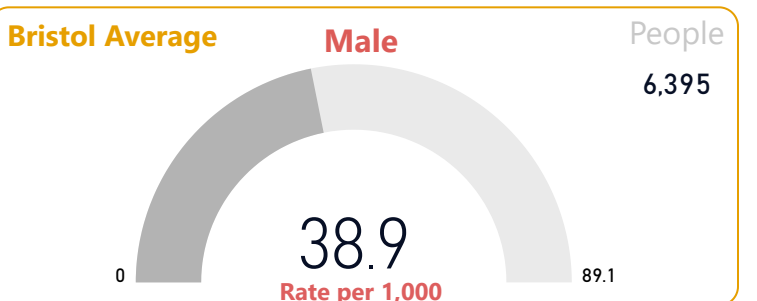 Bristol Average
Male
People
6,395
38.9
0
89.1
Rate per 1,000